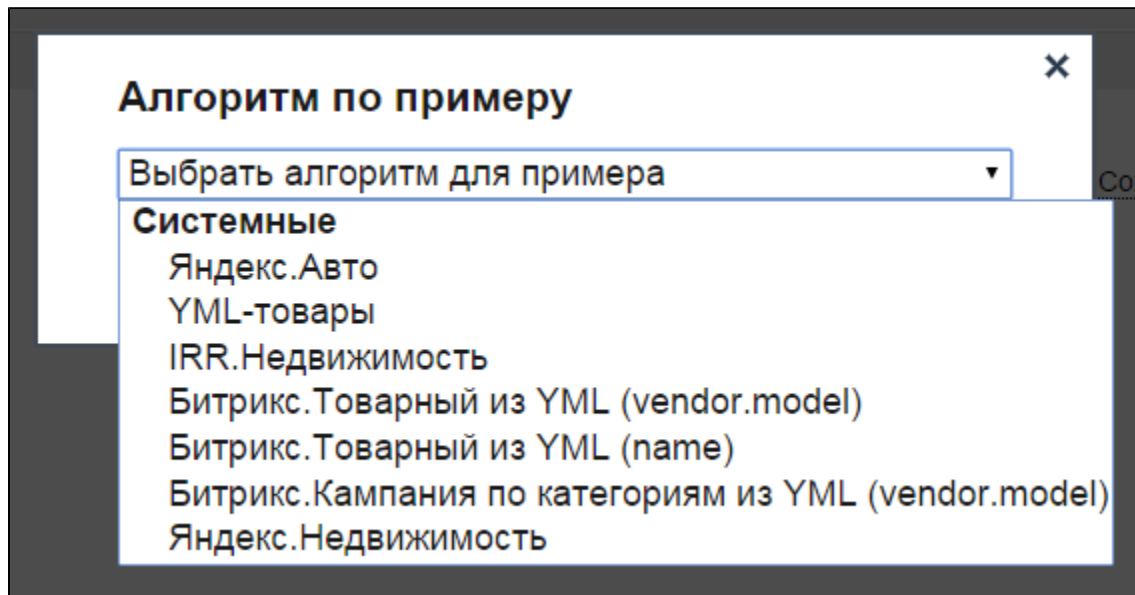 Алгоритм по примеру
Выбрать алгоритм для примера
Со
Системные
Яндекс.Авто
YML-товары
IRR.Недвижимость
Битрикс.Товарный из YML (vendor.model)
Битрикс.Товарный из YML (name)
Битрикс.Кампания по категориям из YML (vendor.model)
Яндекс.Недвижимость